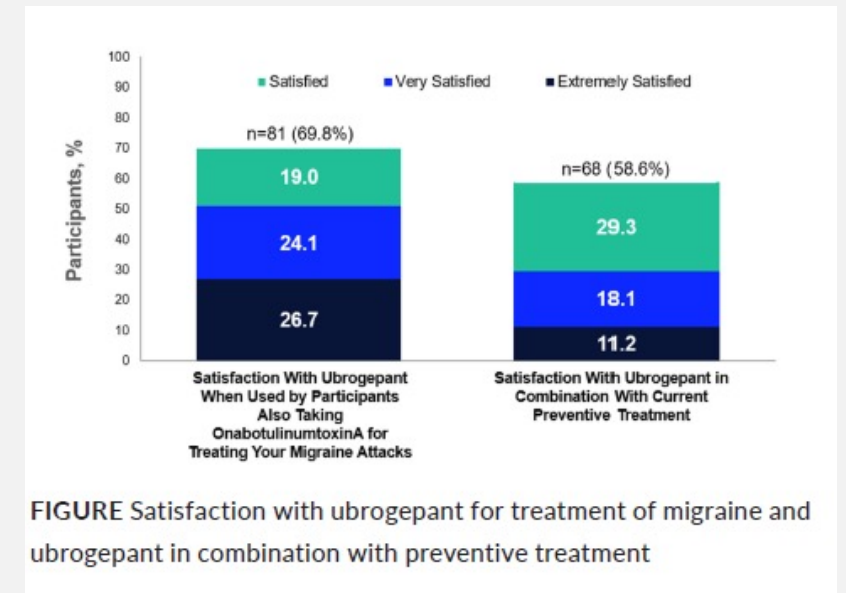 100
90
80
70
60
50
40
30
20
10
0
Participants, %
Satisfied
Very Satisfied
Extremely Satisfied
n=81 (69.8%)
19.0
24.1
26.7
n=68 (58.6%)
29.3
18.1
11.2
Satisfaction With Ubrogepant
When Used by Participants
Also Taking
OnabotulinumtoxinA for
Treating Your Migraine Attacks
Satisfaction With Ubrogepant in
Combination With Current
Preventive Treatment
FIGURE Satisfaction with ubrogepant for treatment of migraine and
ubrogepant in combination with preventive treatment